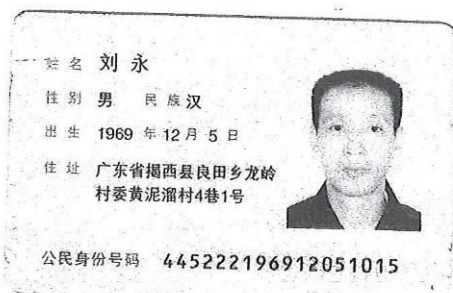 姓名 刘永
性别 男 民族 汉
出生 1969 年 12 月 5 日
住址 广东省揭西县良田乡龙岭
村委黄泥溜村4巷1号
公民身份号码 445222196912051015